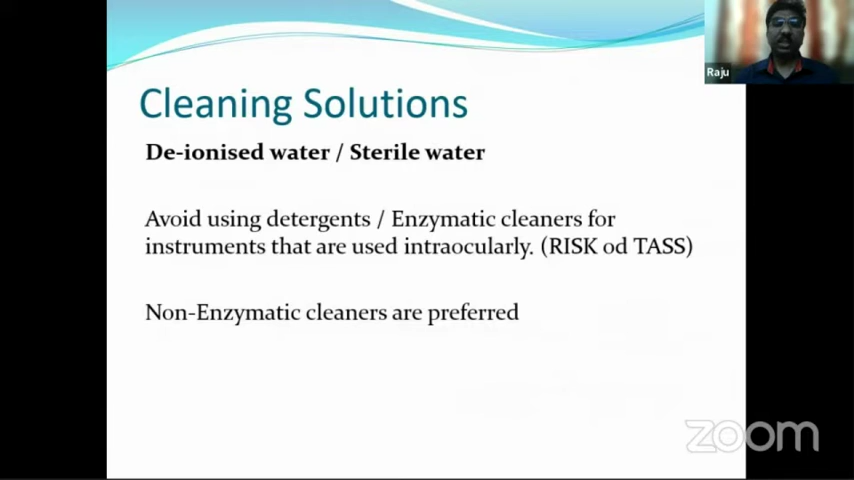 Raju
Cleaning Solutions
De-ionised water / Sterile water
Avoid using detergents / Enzymatic cleaners for
instruments that are used intraocularly. (RISK od TASS)
Non-Enzymatic cleaners are preferred
zoom